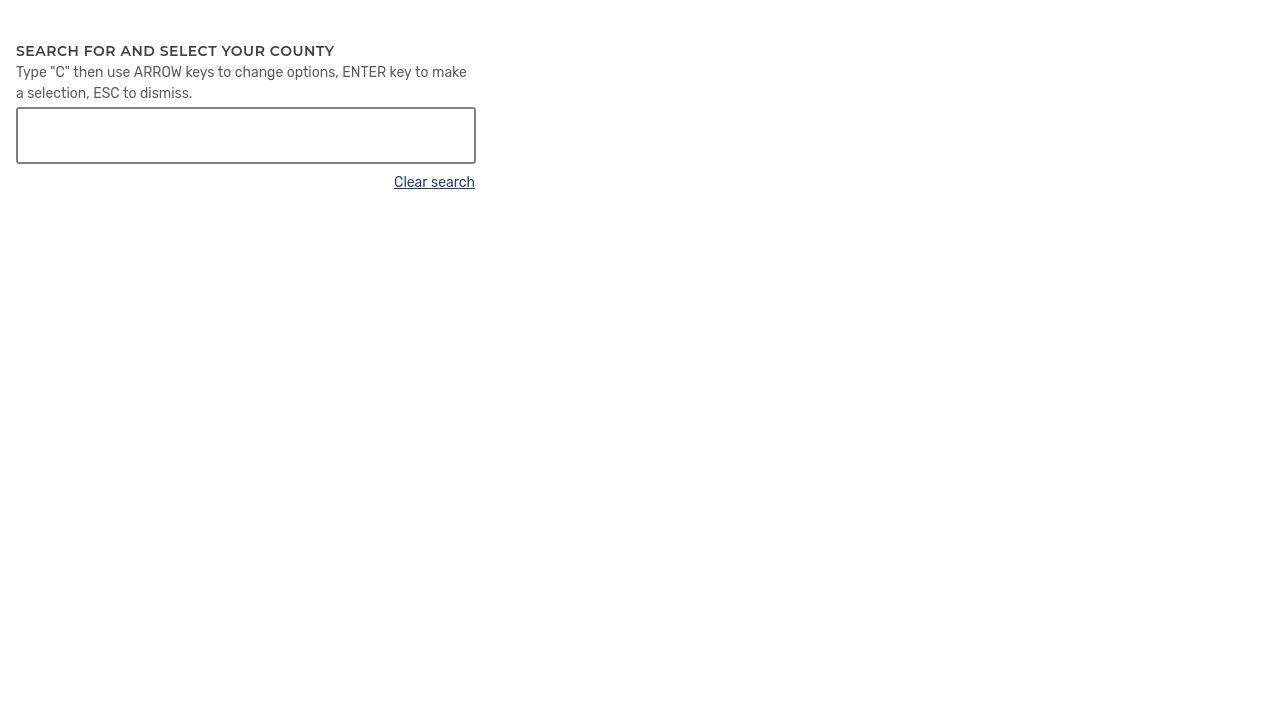 SEARCH FOR AND SELECT YOUR COUNTY
Type "C" then use ARROW keys to change options, ENTER key to make
a selection, ESC to dismiss.
Clear search